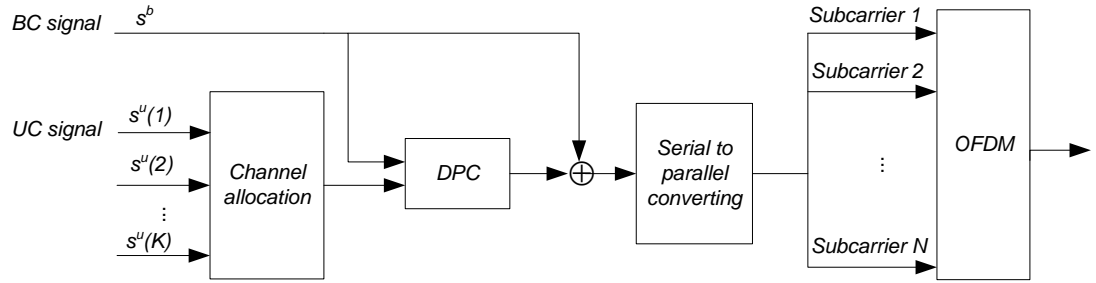 BC signal
s^b
UC signal
s^u(1)
s^u(2)
...
s^u(K)
Channel
allocation
DPC
Serial to
parallel
converting
Subcarrier 1
Subcarrier 2
...
Subcarrier N
OFDM